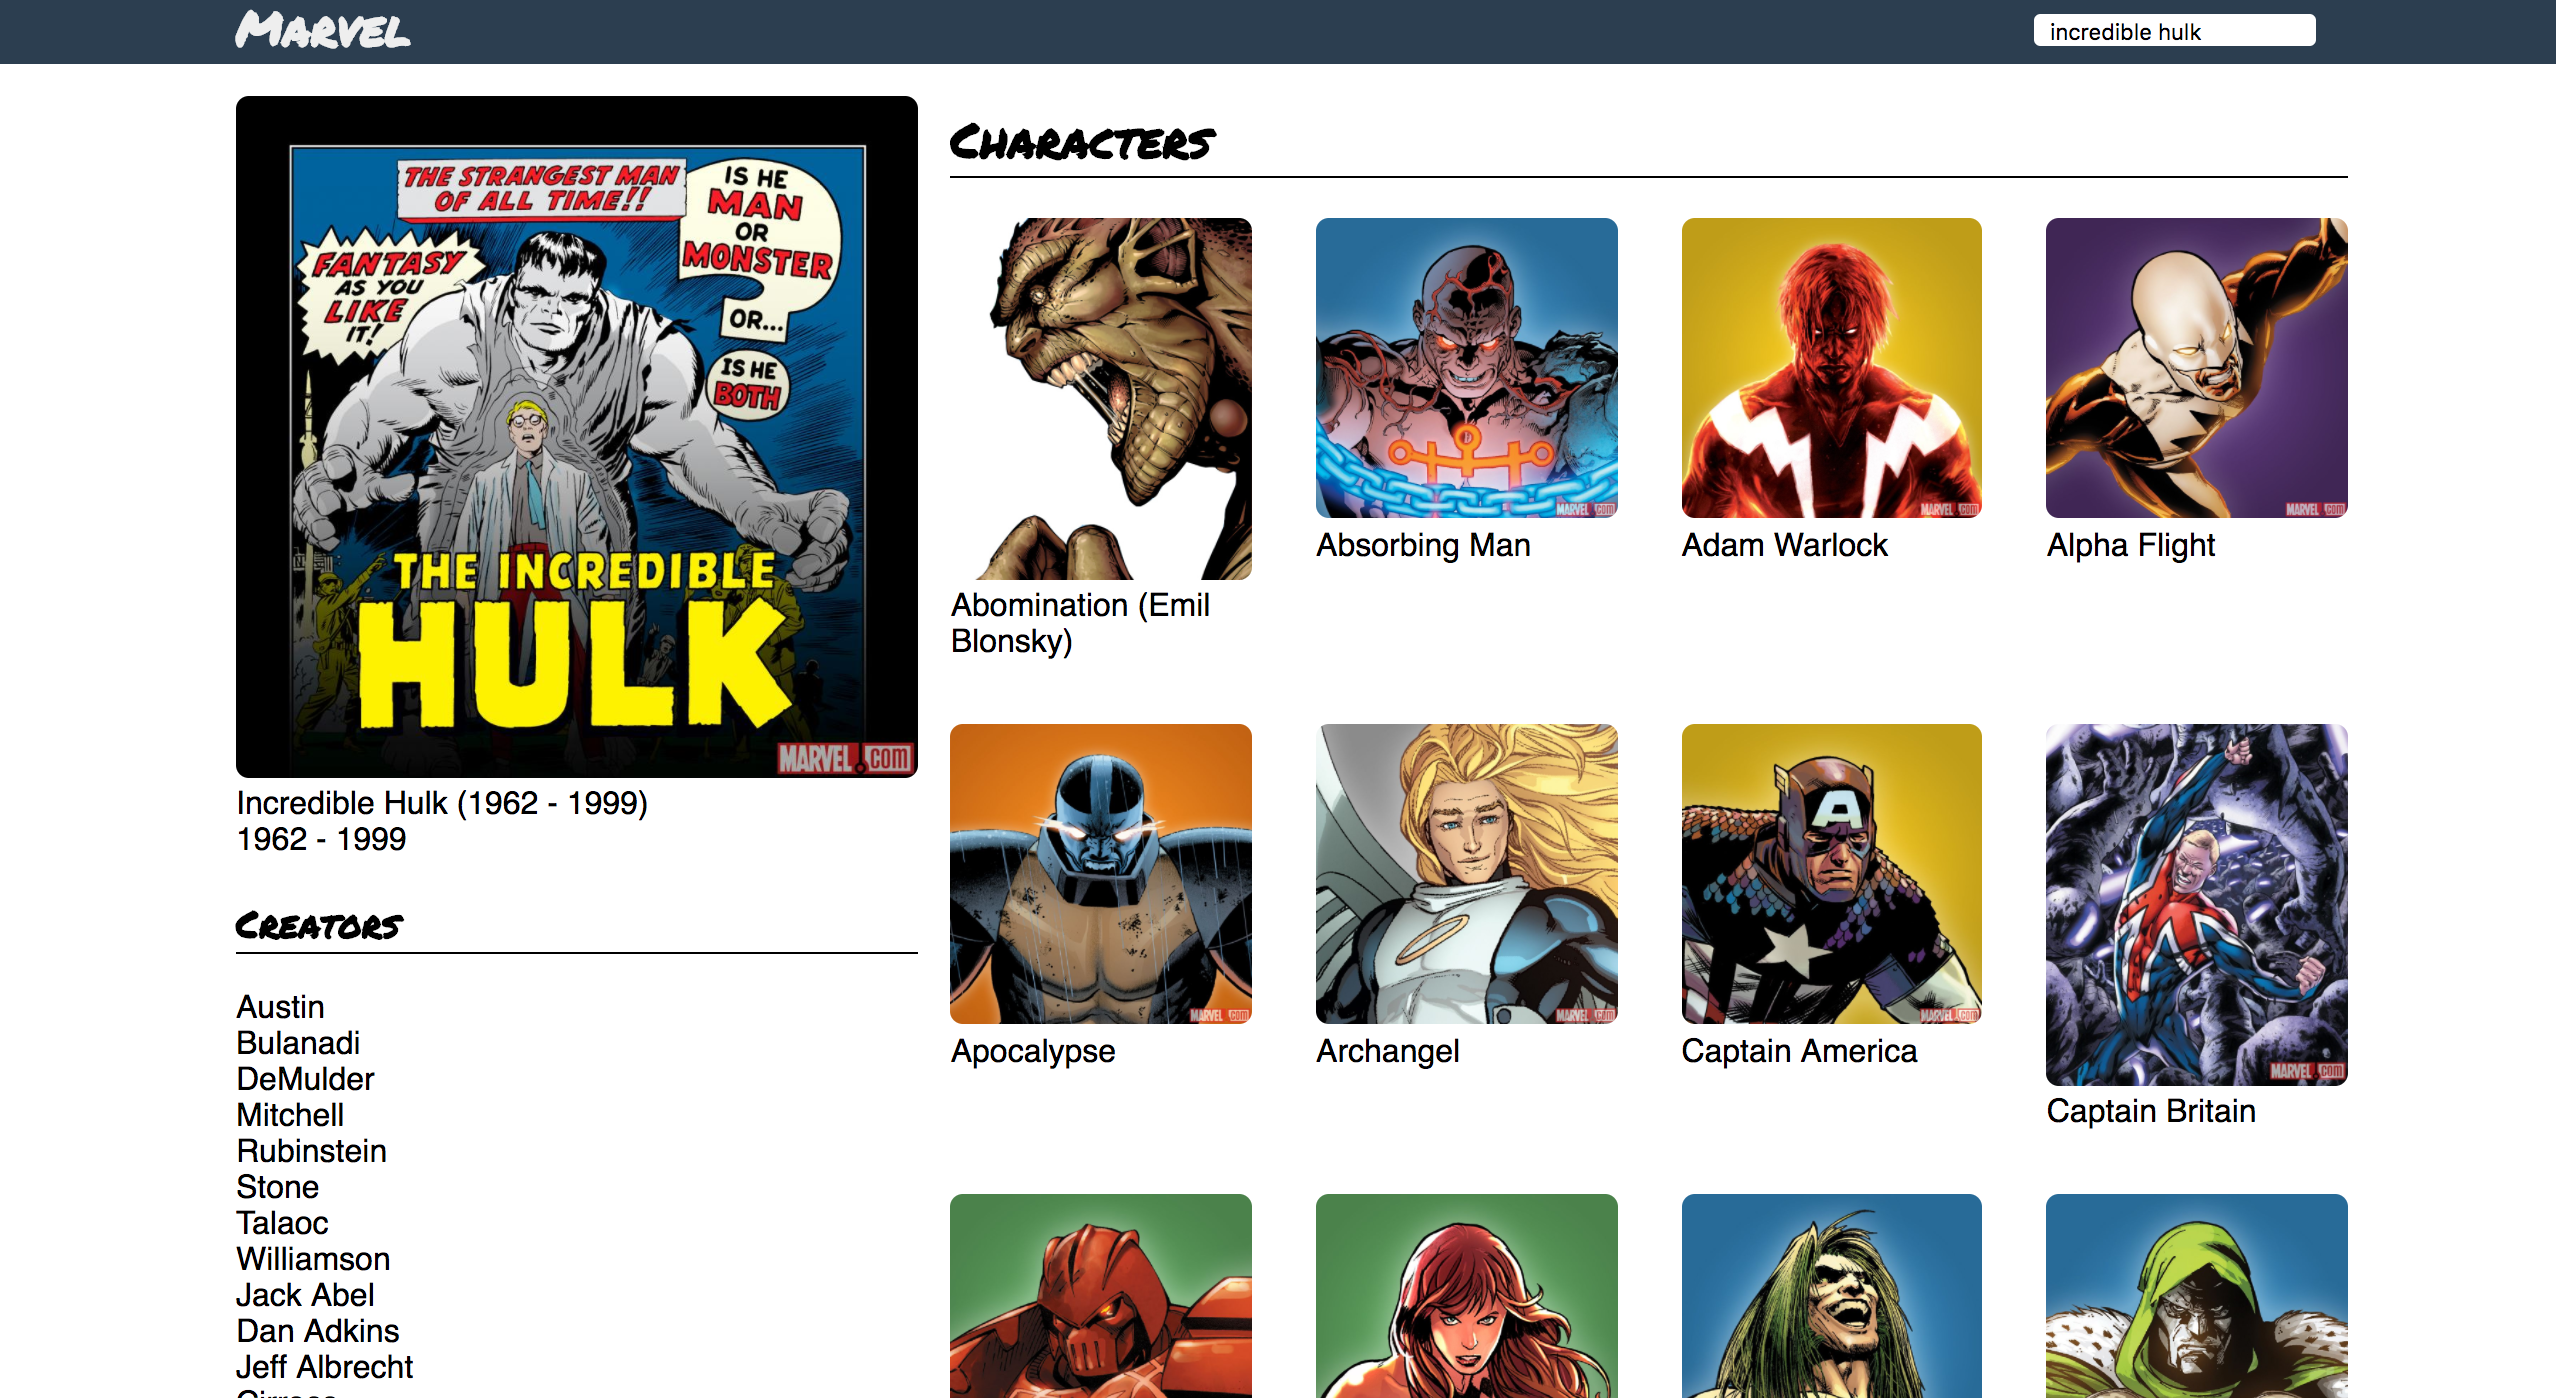 MARVEL
incredible hulk
THE STRANGEST MAN
OF ALL TIME!!
IS HE
MAN
OR
MONSTER
?
OR...
IS HE
BOTH
FANTASY
AS YOU
LIKE
IT!
THE INCREDIBLE
HULK
MARVEL.com
Incredible Hulk (1962 - 1999)
1962 - 1999
CREATORS
Austin
Bulanadi
DeMulder
Mitchell
Rubinstein
Stone
Talaoc
Williamson
Jack Abel
Dan Adkins
Jeff Albrecht
CHARACTERS
Abomination (Emil
Blonsky)
MARVEL.com
Absorbing Man
MARVEL.com
Adam Warlock
MARVEL.com
Alpha Flight
MARVEL.com
Apocalypse
MARVEL.com
Archangel
A
MARVEL.com
Captain America
MARVEL.com
Captain Britain